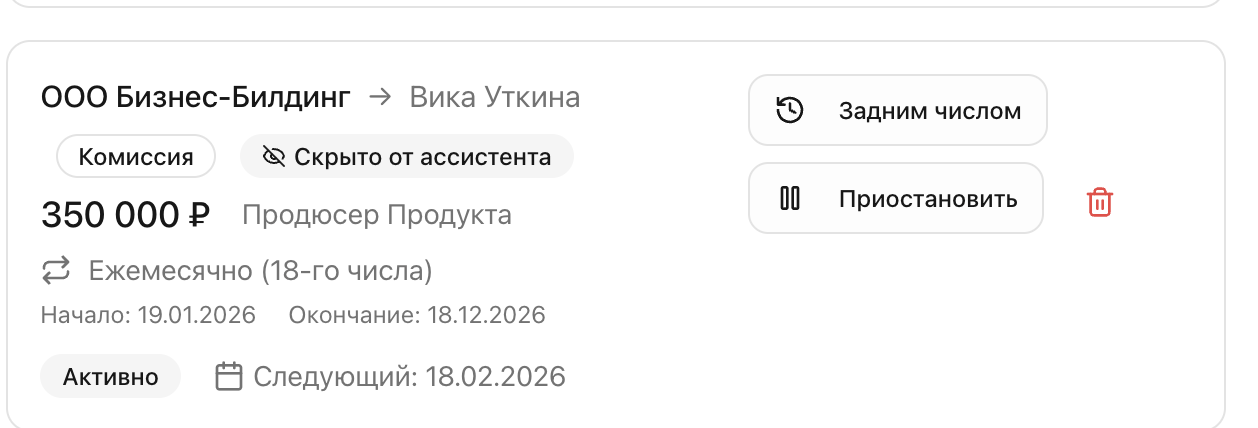 ООО Бизнес-Билдинг → Вика Уткина
Комиссия
Скрыто от ассистента
350 000 ₽ Продюсер Продукта
Ежемесячно (18-го числа)
Начало: 19.01.2026 Окончание: 18.12.2026
Активно
Следующий: 18.02.2026
Задним числом
Приостановить